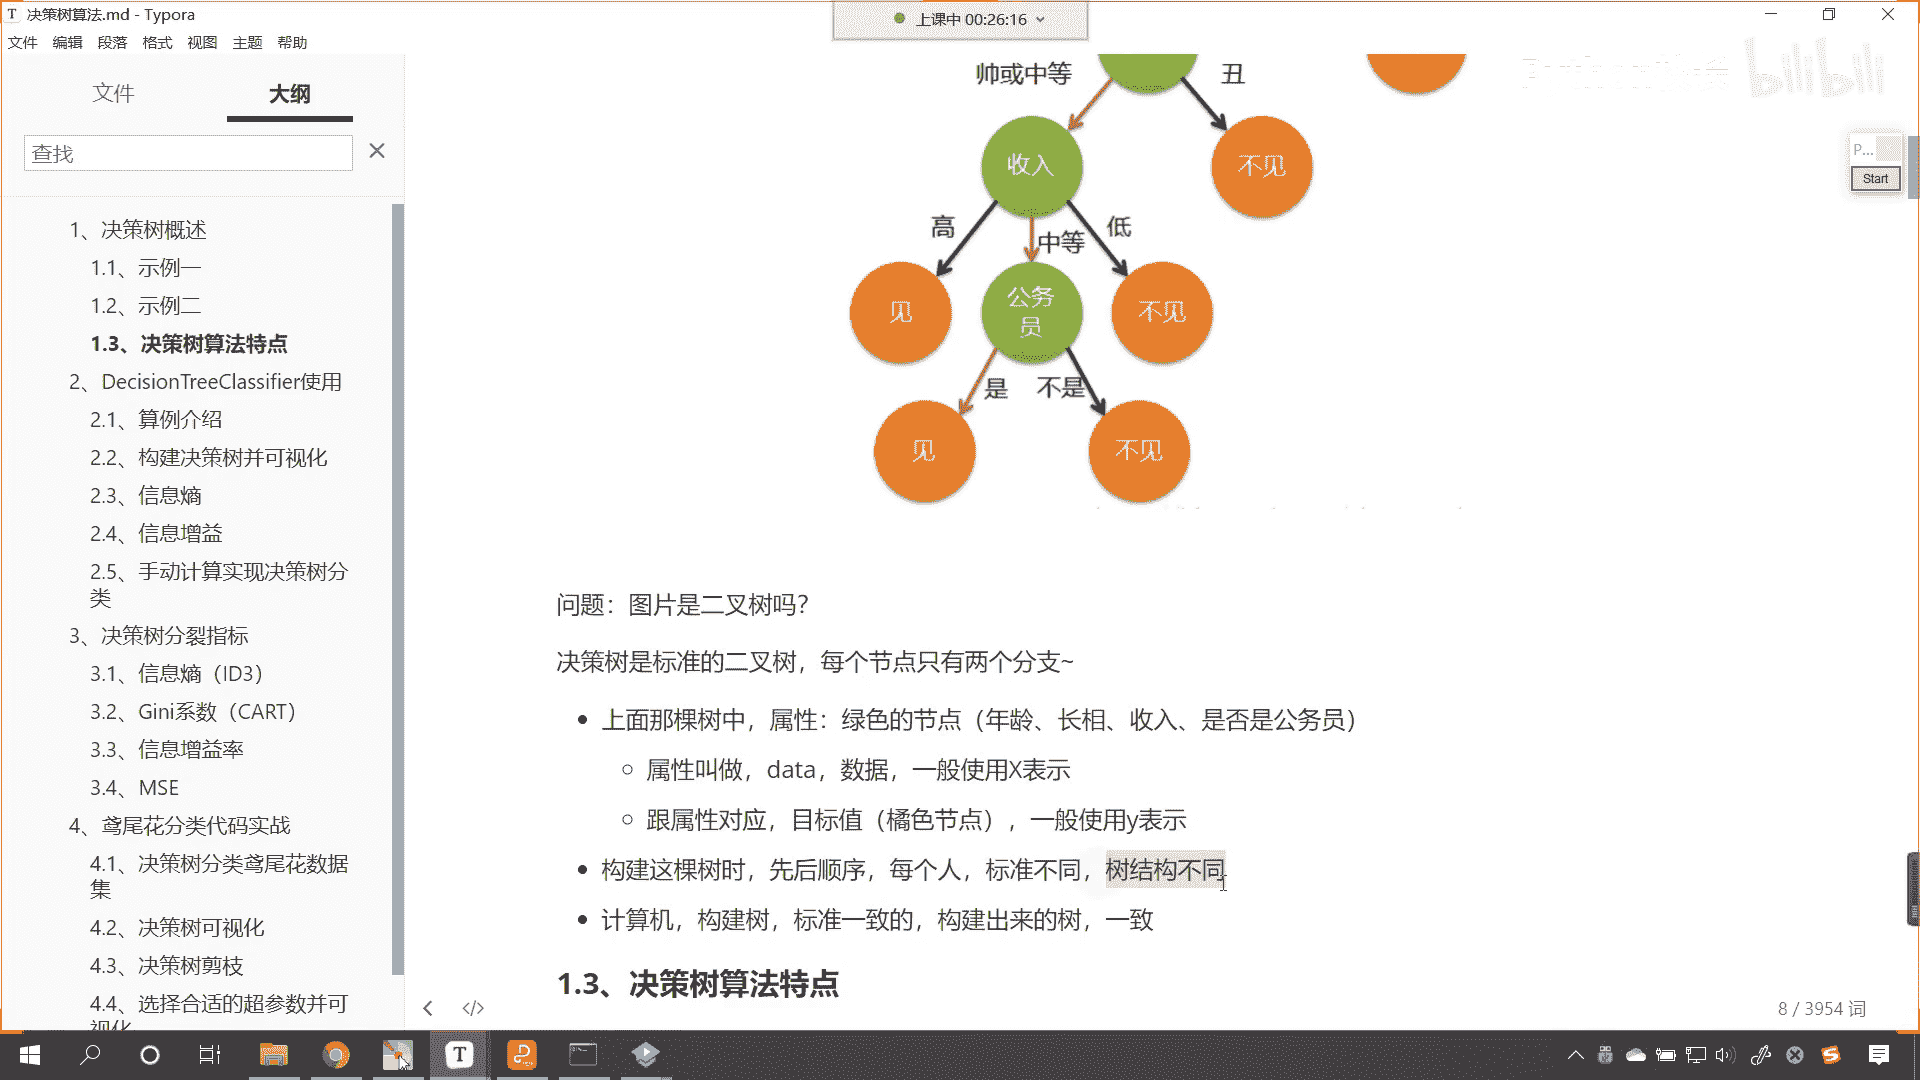 决策树算法.md - Typora
上课中 00:26:16
文件 编辑 段落 格式 视图 主题 帮助
文件 大纲
查找
1、决策树概述
1.1、示例一
1.2、示例二
1.3、决策树算法特点
2、DecisionTreeClassifier使用
2.1、算例介绍
2.2、构建决策树并可视化
2.3、信息熵
2.4、信息增益
2.5、手动计算实现决策树分
类
3、决策树分裂指标
3.1、信息熵（ID3）
3.2、Gini系数（CART）
3.3、信息增益率
3.4、MSE
4、鸢尾花分类代码实战
4.1、决策树分类鸢尾花数据
集
4.2、决策树可视化
4.3、决策树剪枝
4.4、选择合适的超参数并可
视化
帅或中等 丑
收入 不见
高 中等 低
见 公务
员 不见
是 不是
见 不见
bilibili
P...
Start
问题：图片是二叉树吗？
决策树是标准的二叉树，每个节点只有两个分支~
上面那棵树中，属性：绿色的节点（年龄、长相、收入、是否是公务员）
属性叫做，data，数据，一般使用X表示
跟属性对应，目标值（橘色节点），一般使用y表示
构建这棵树时，先后顺序，每个人，标准不同，树结构不同
计算机，构建树，标准一致的，构建出来的树，一致
1.3、决策树算法特点
8 / 3954 词